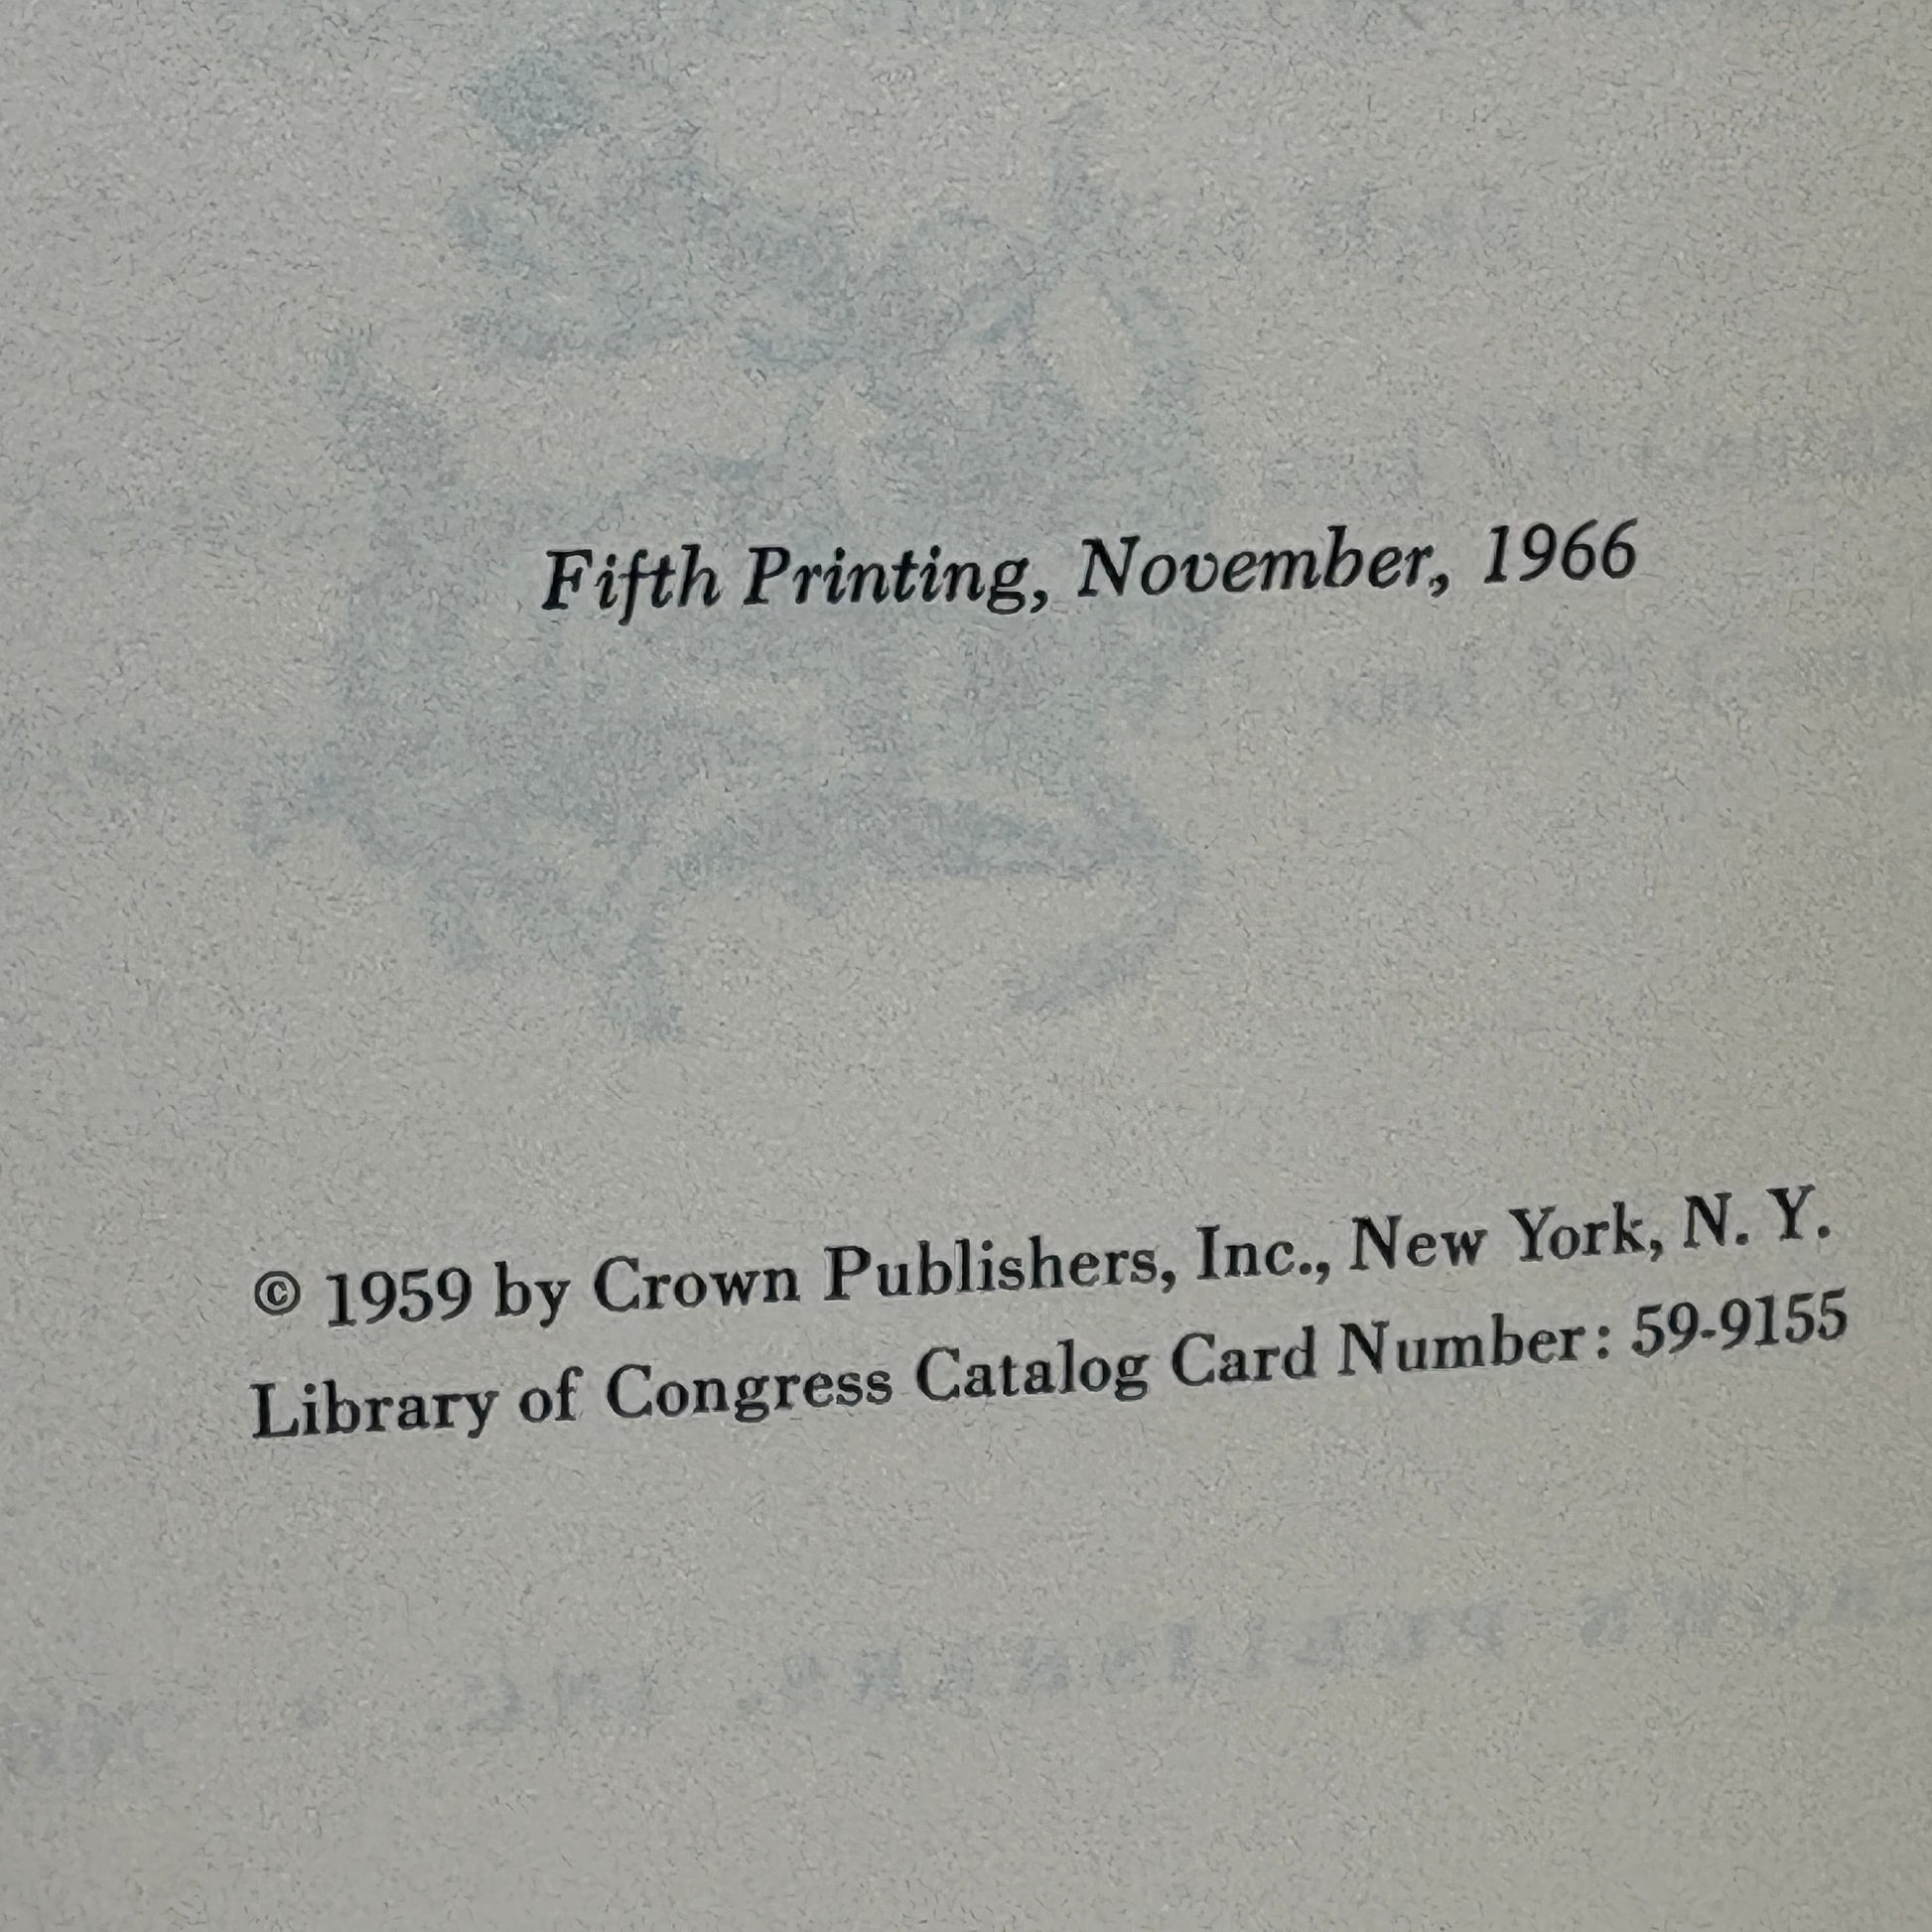 Fifth Printing, November, 1966
© 1959 by Crown Publishers, Inc., New York, N. Y.
Library of Congress Catalog Card Number: 59-9155